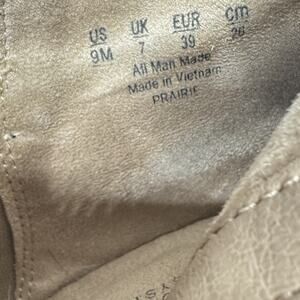 US UK EUR cm
9M 7 39 26
All Man Made
Made in Vietnam
PRAIRIE